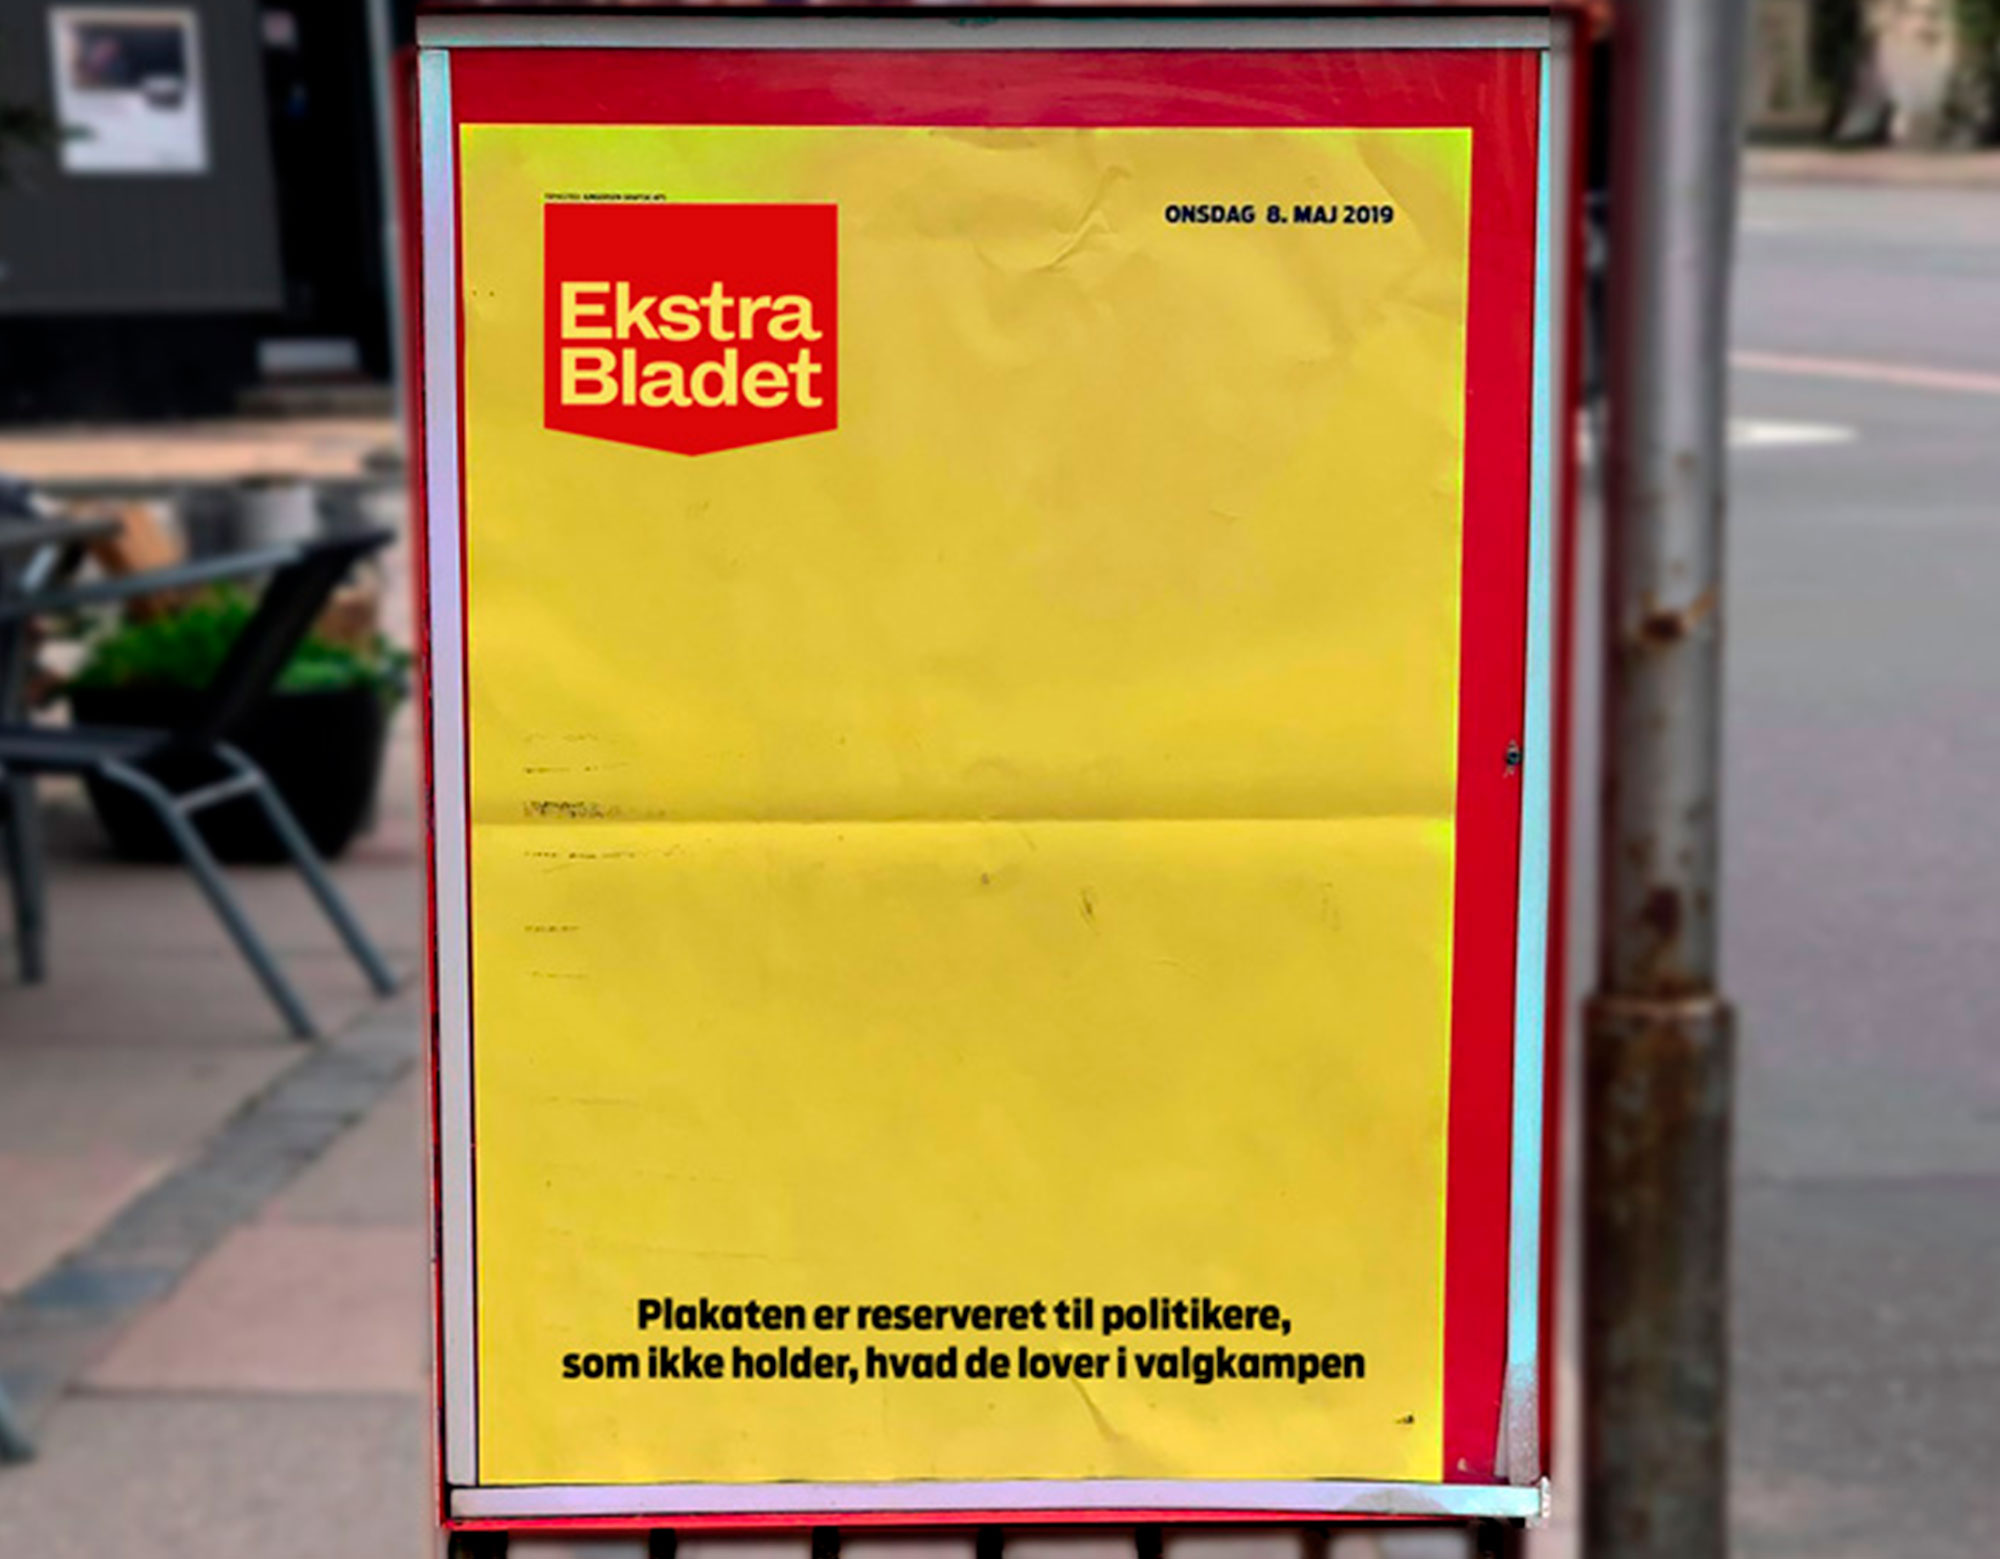 ONSDAG 8. MAJ 2019
Ekstra
Bladet
Plakaten er reserveret til politikere,
som ikke holder, hvad de lover i valgkampen